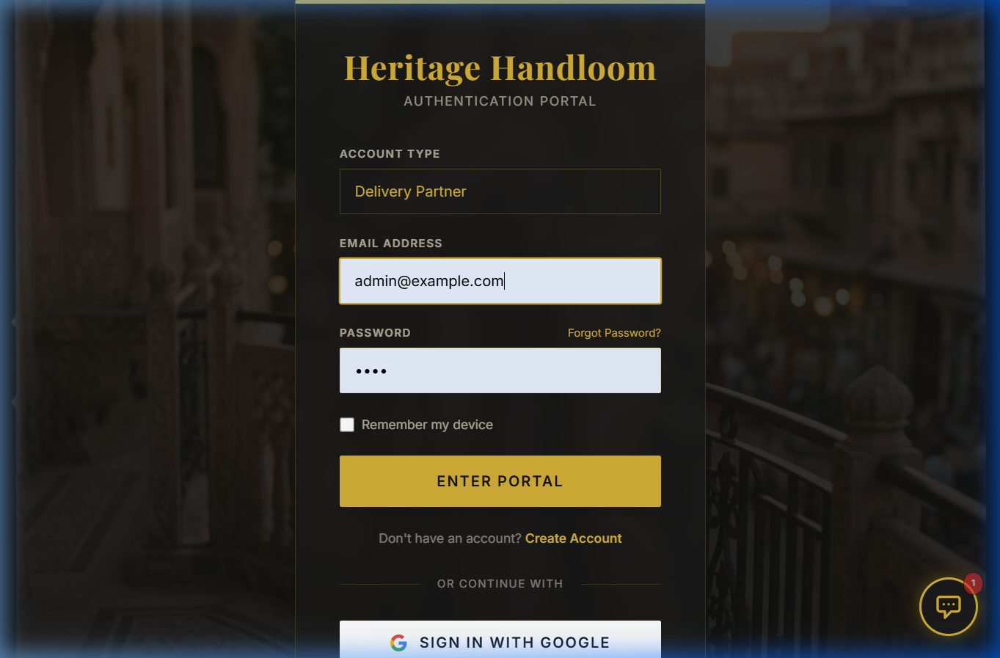 Heritage Handloom
AUTHENTICATION PORTAL
ACCOUNT TYPE
Delivery Partner
EMAIL ADDRESS
admin@example.com
PASSWORD Forgot Password?
••••
Remember my device
ENTER PORTAL
Don't have an account? Create Account
OR CONTINUE WITH
1
SIGN IN WITH GOOGLE